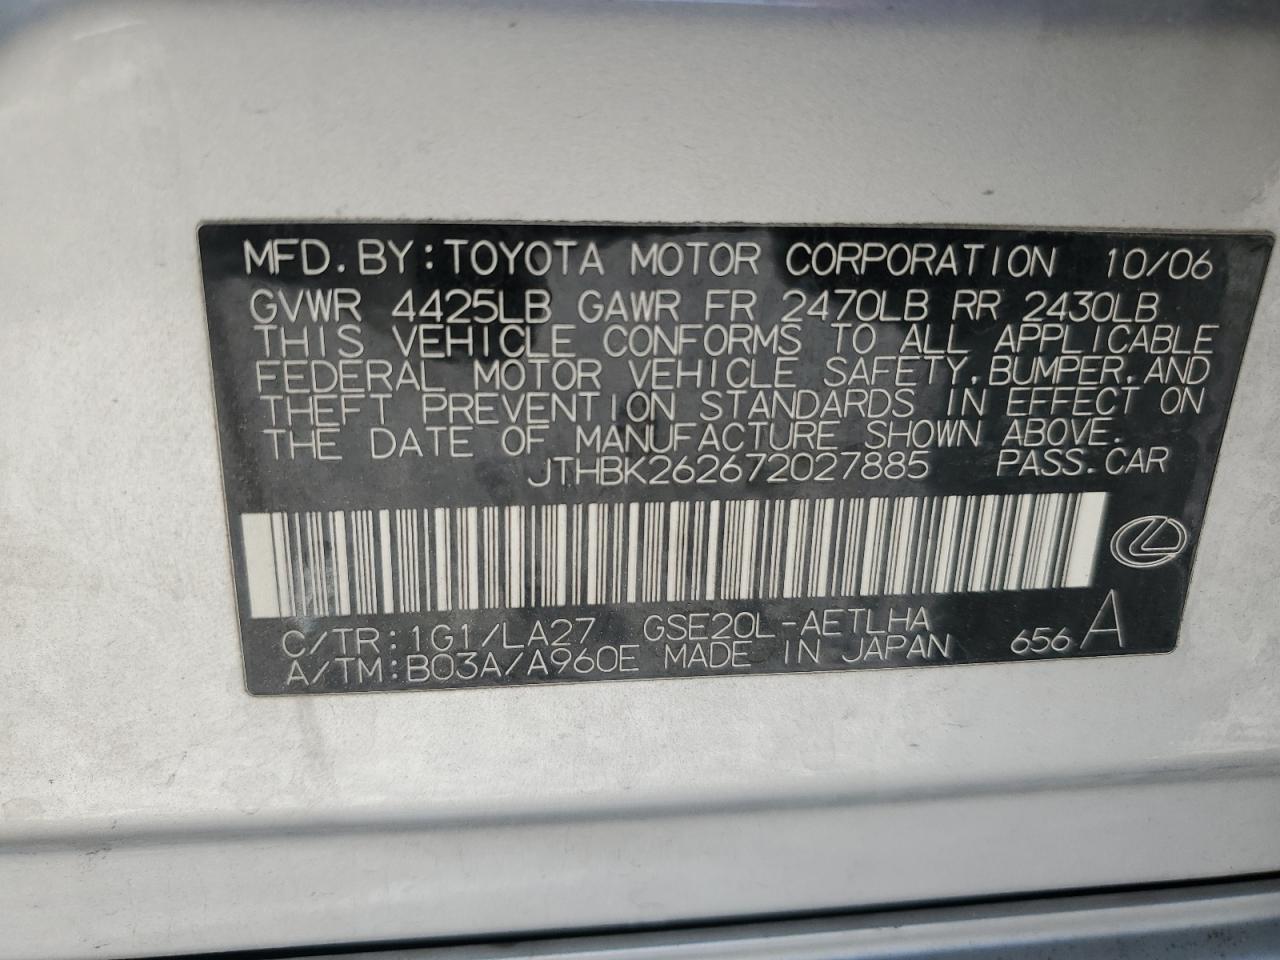 MFD. BY: TOYOTA MOTOR CORPORATION 10/06
GVWR 4425LB GAWR FR 2470LB RR 2430LB
THIS VEHICLE CONFORMS TO ALL APPLICABLE
FEDERAL MOTOR VEHICLE SAFETY, BUMPER, AND
THEFT PREVENTION STANDARDS IN EFFECT ON
THE DATE OF MANUFACTURE SHOWN ABOVE.
JTHBK262672027885 PASS. CAR
C/TR: 1G1/LA27 GSE20L-AETLHA
A/TM: B03A/A960E MADE IN JAPAN 656 A